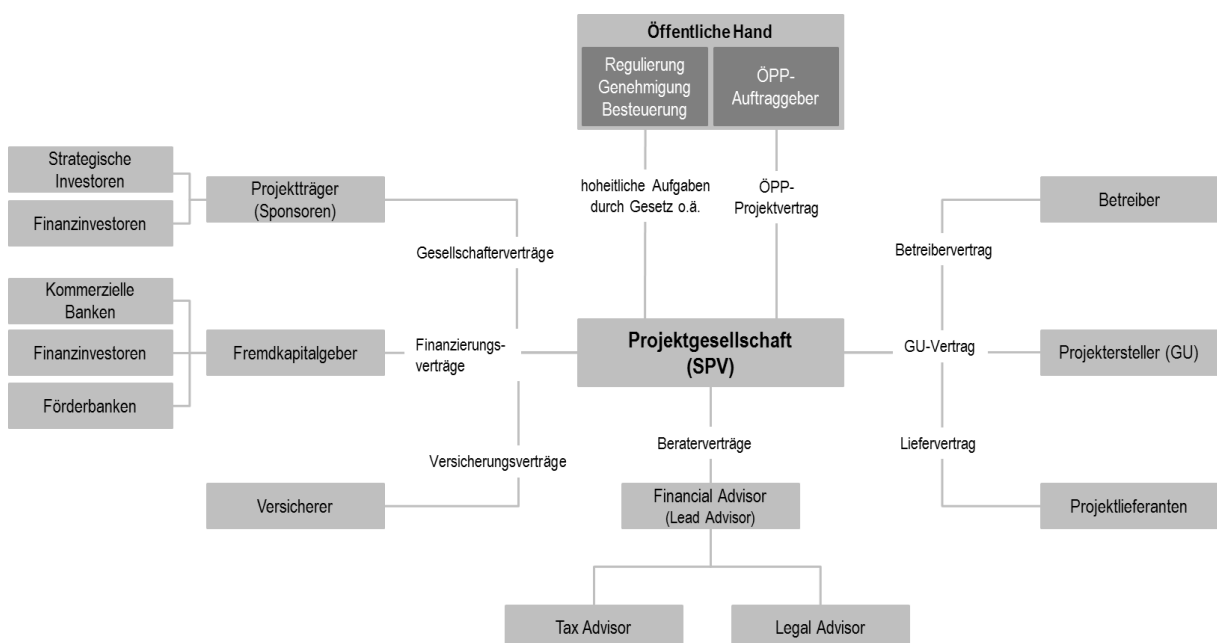 Öffentliche Hand
Regulierung
Genehmigung
Besteuerung
ÖPP-
Auftraggeber
hoheitliche Aufgaben
durch Gesetz o.ä.
ÖPP-
Projektvertrag
Strategische
Investoren
Finanzinvestoren
Projektträger
(Sponsoren)
Gesellschafterverträge
Kommerzielle
Banken
Finanzinvestoren
Förderbanken
Fremdkapitalgeber
Finanzierungs-
verträge
Versicherungsverträge
Versicherer
Projektgesellschaft
(SPV)
Beraterverträge
Financial Advisor
(Lead Advisor)
Tax Advisor
Legal Advisor
Betreibervertrag
Betreiber
GU-Vertrag
Projektersteller (GU)
Liefervertrag
Projektlieferanten